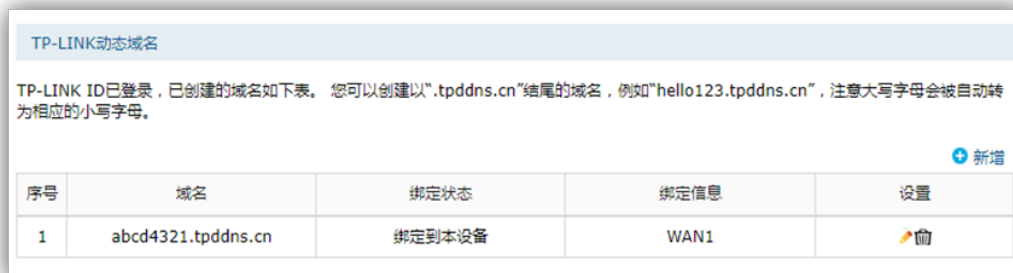 TP-LINK动态域名
TP-LINK ID已登录，已创建的域名如下表。 您可以创建以“.tpddns.cn”结尾的域名，例如“hello123.tpddns.cn”，注意大写字母会被自动转
为相应的小写字母。
新增
序号 域名 绑定状态 绑定信息 设置
1 abcd4321.tpddns.cn 绑定到本设备 WAN1